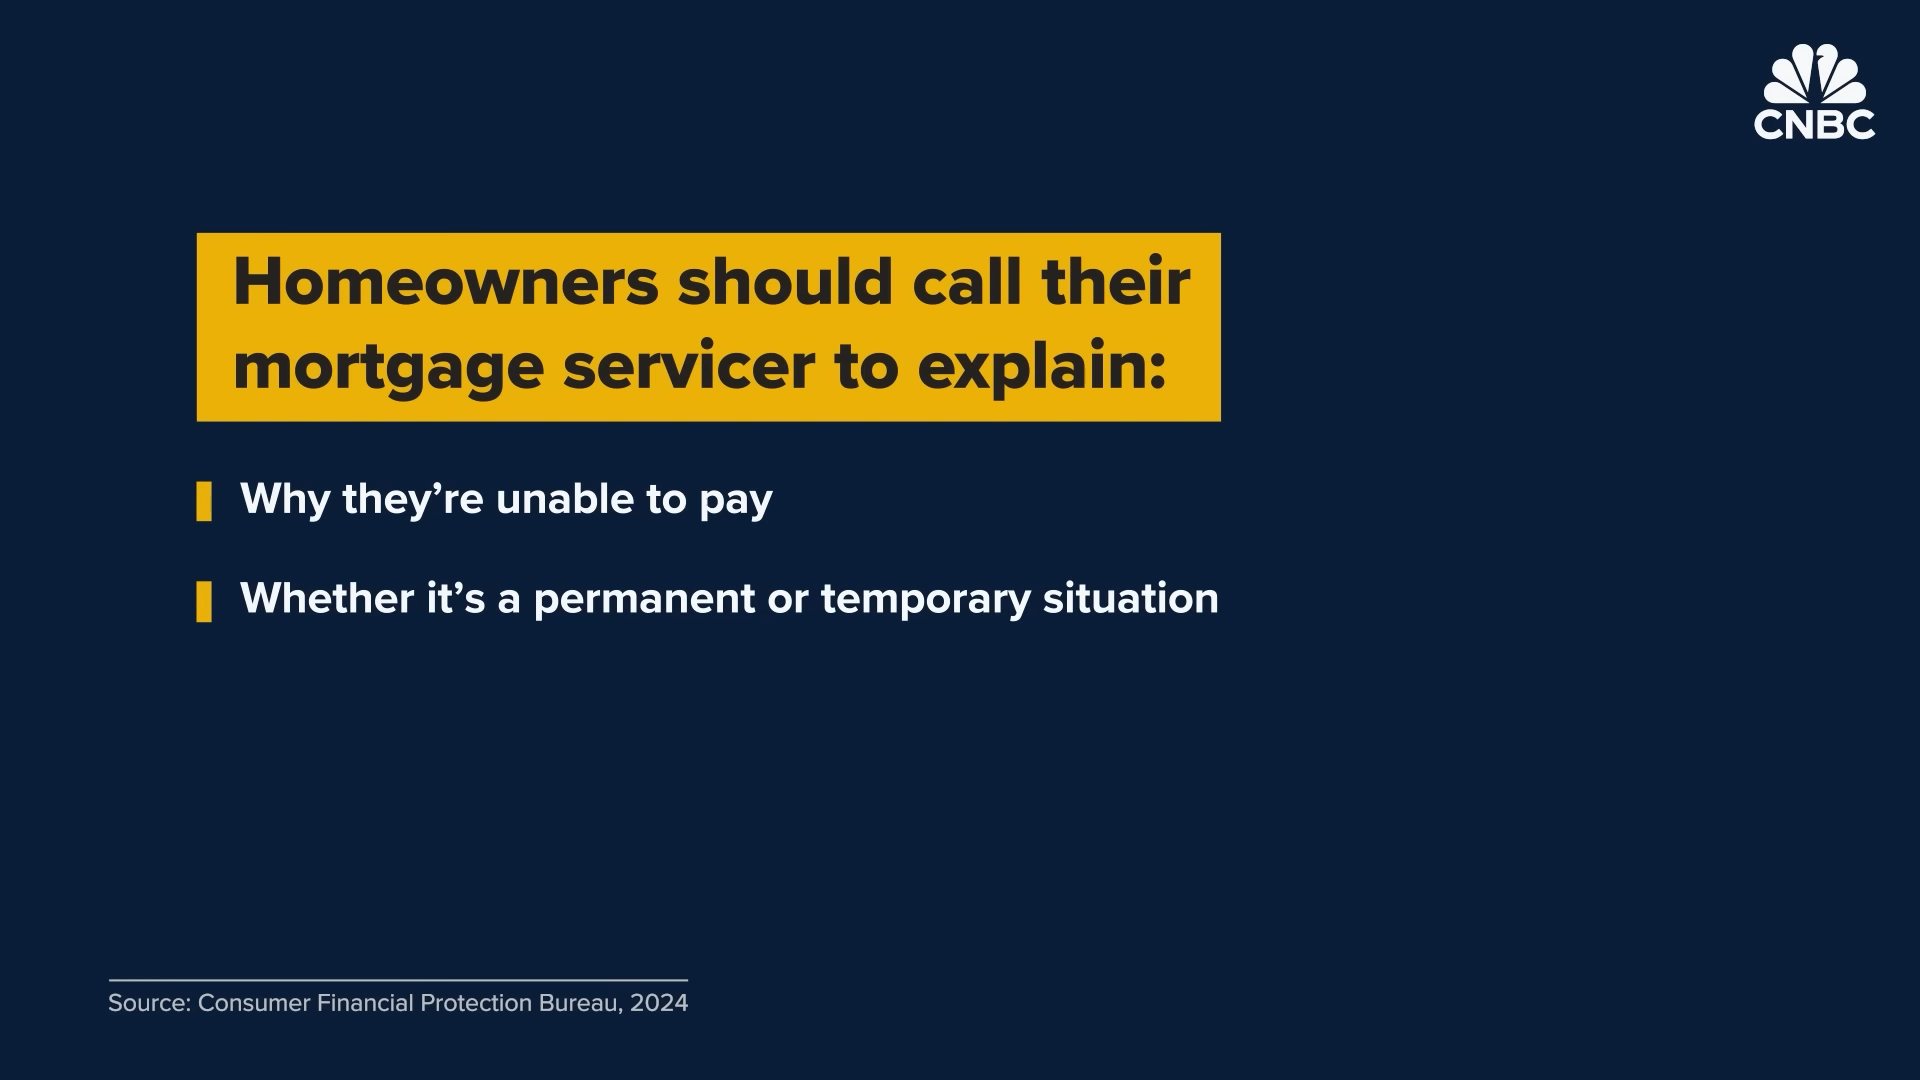 CNBC
Homeowners should call their
mortgage servicer to explain:
Why they’re unable to pay
Whether it’s a permanent or temporary situation
Source: Consumer Financial Protection Bureau, 2024